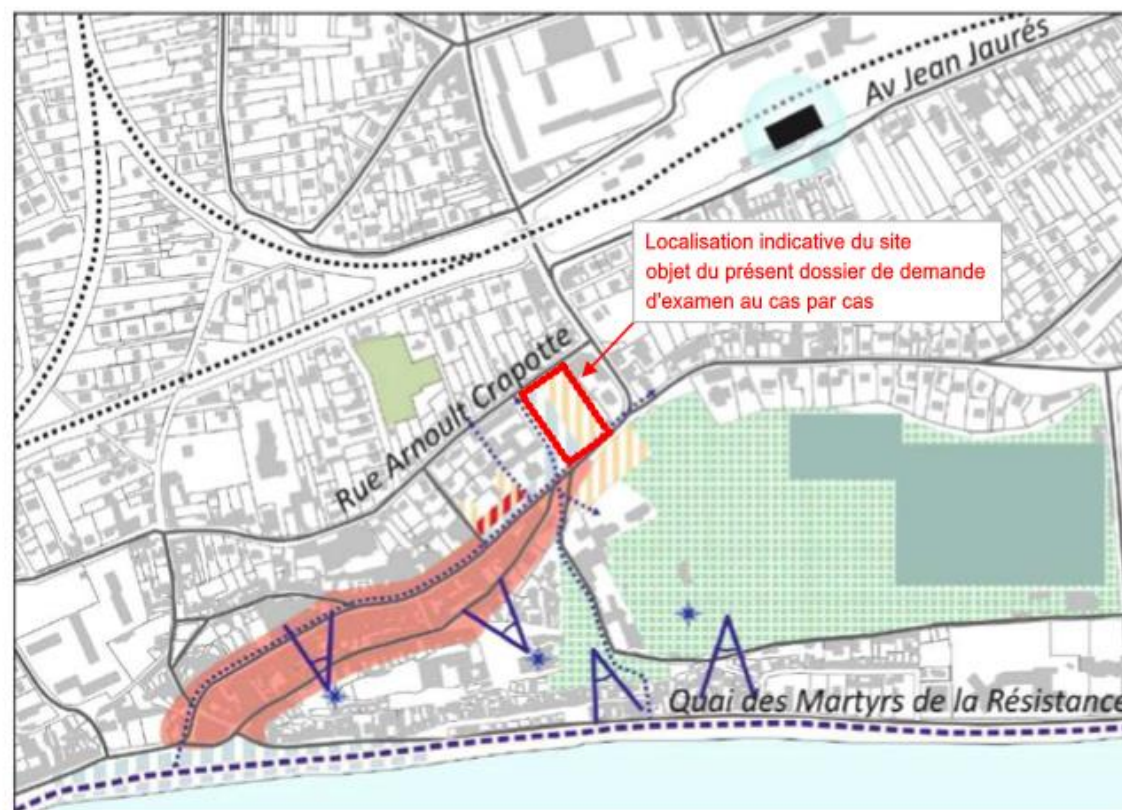 Av Jean Jaurés
Localisation indicative du site
objet du présent dossier de demande
d'examen au cas par cas
Rue Arnoult Crapotte
Quai des Martyrs de la Résistance